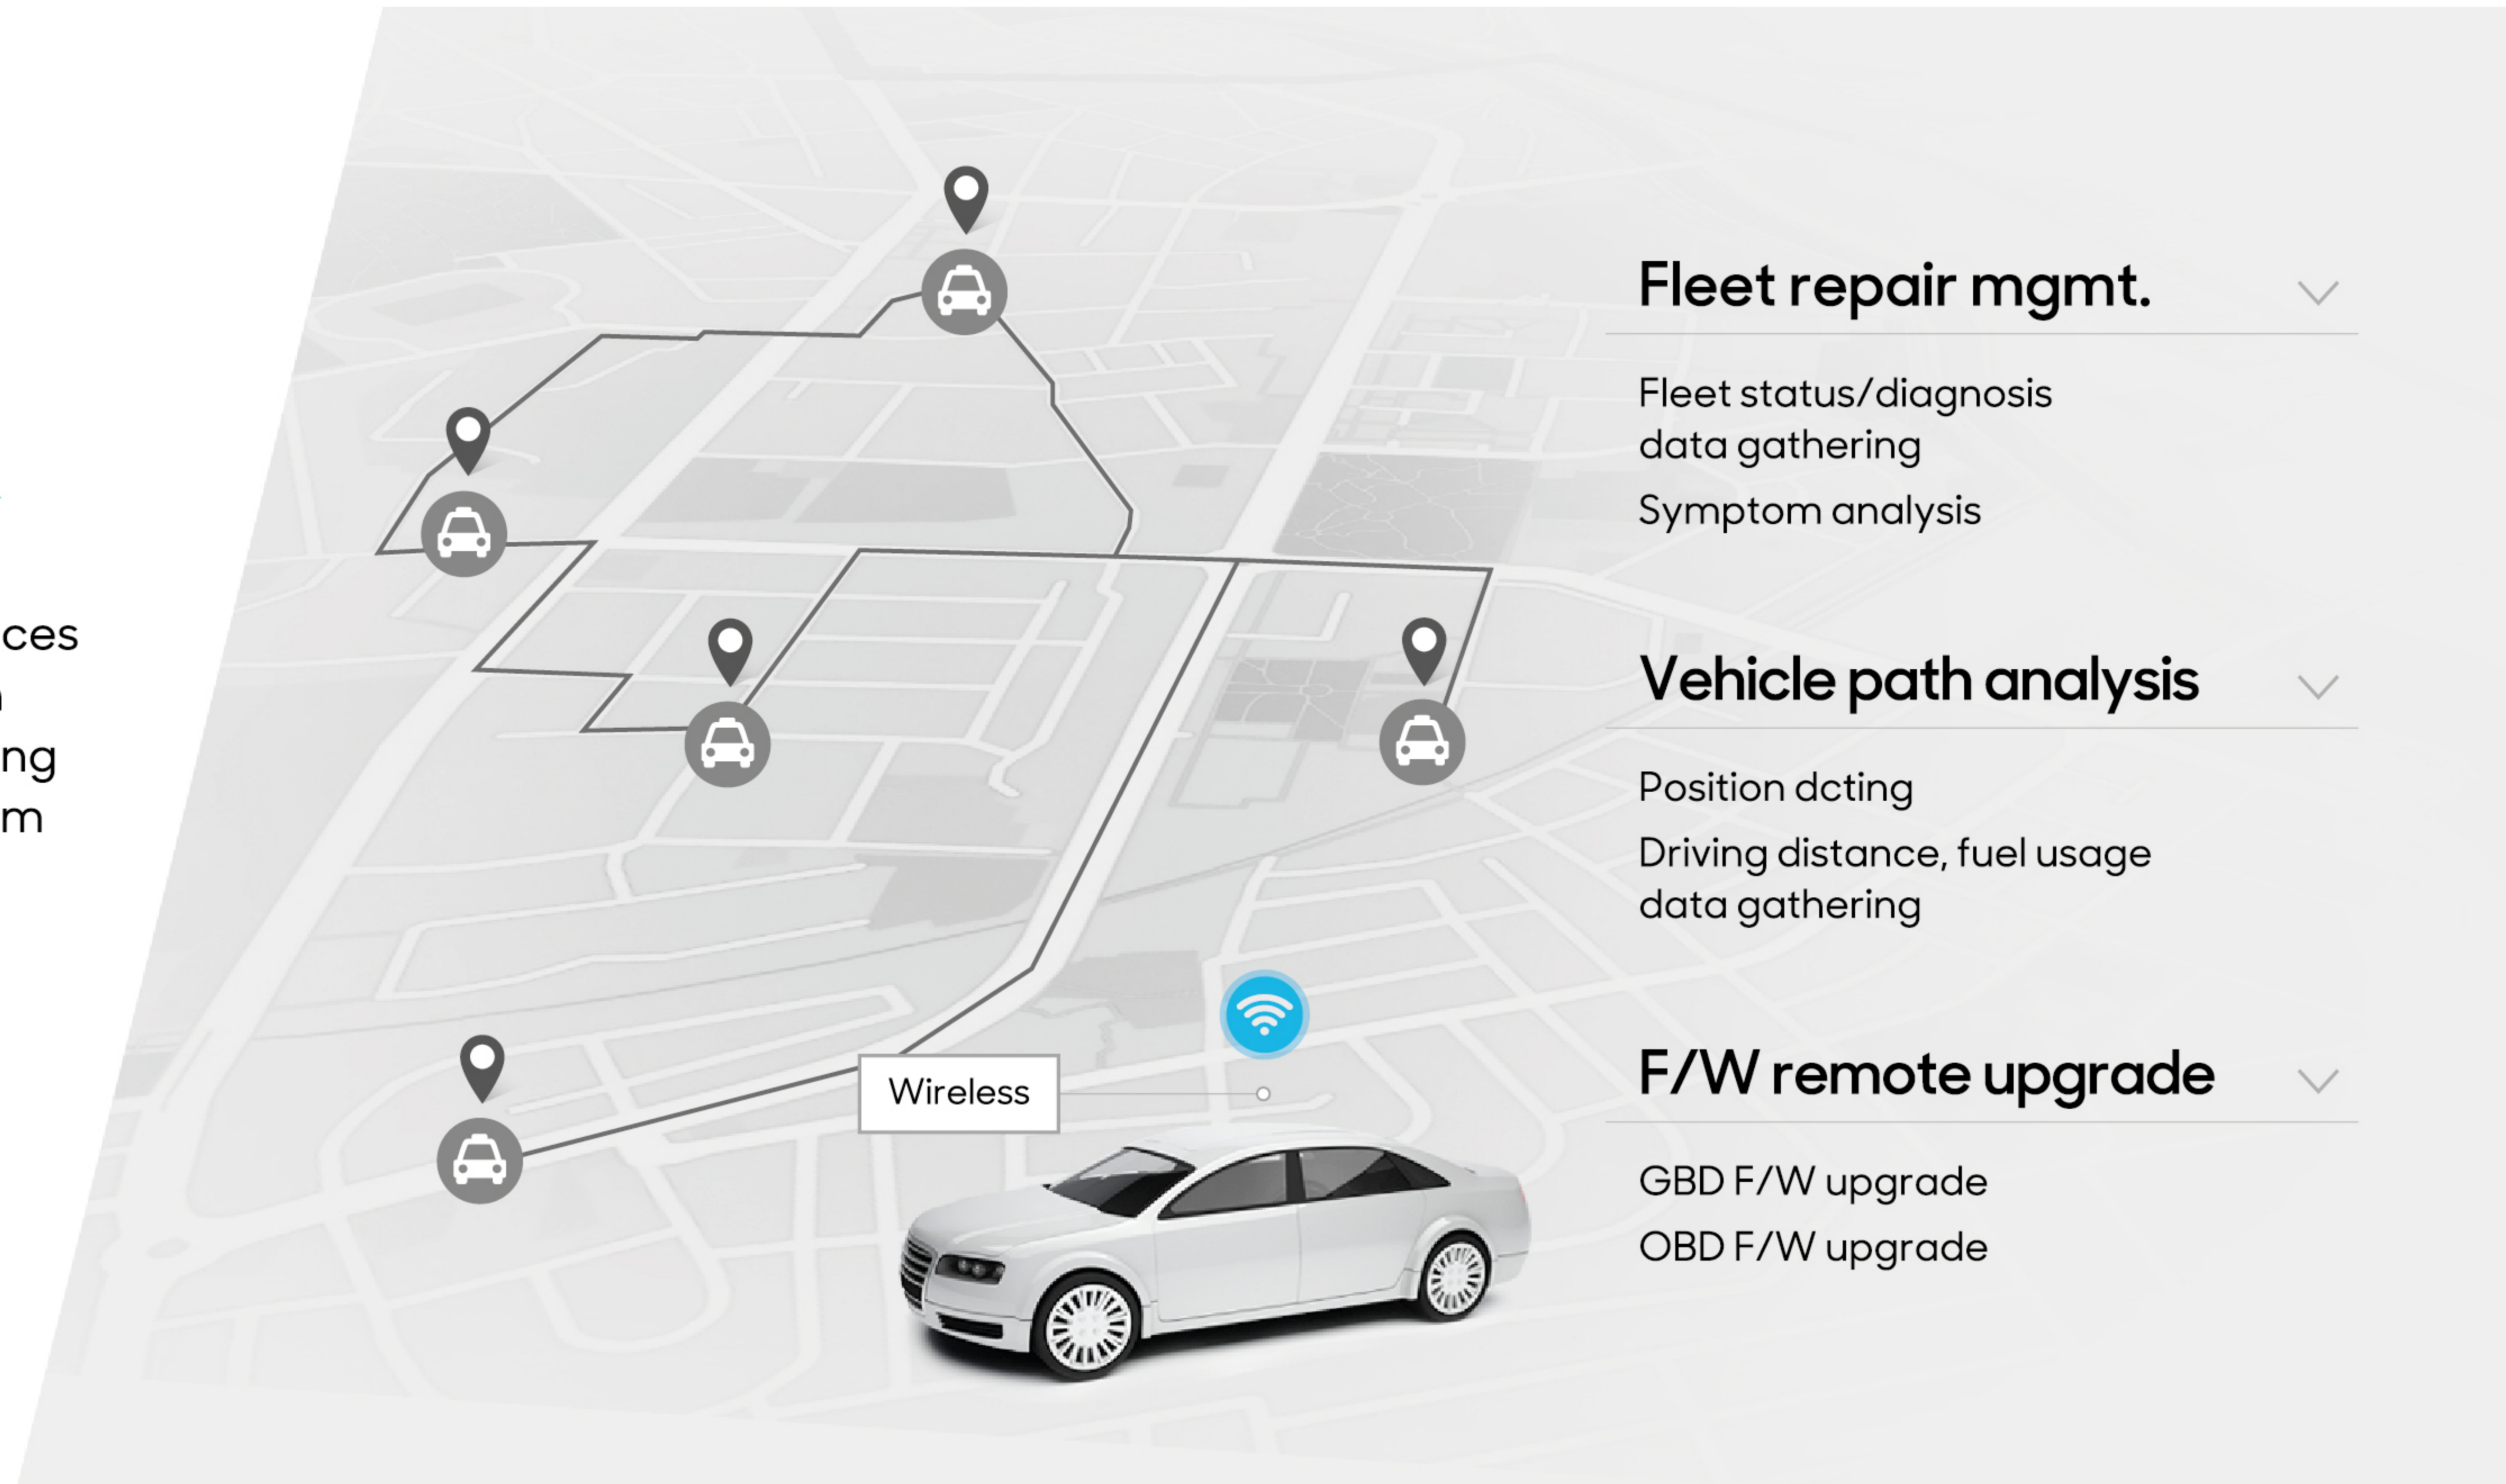 ces
ng
m
Fleet repair mgmt.
Fleet status/diagnosis
data gathering
Symptom analysis
Vehicle path analysis
Position dcting
Driving distance, fuel usage
data gathering
Wireless
F/W remote upgrade
GBD F/W upgrade
OBD F/W upgrade